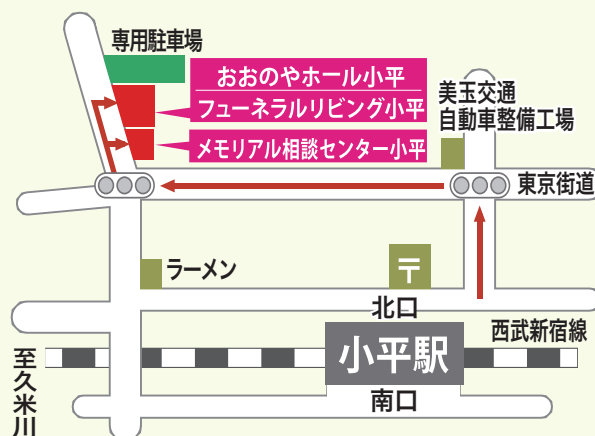 専用駐車場
おおのやホール小平
フューネラルリビング小平
メモリアル相談センター小平
美玉交通
自動車整備工場
東京街道
ラーメン
〒
北口
西武新宿線
小平駅
南口
至久米川